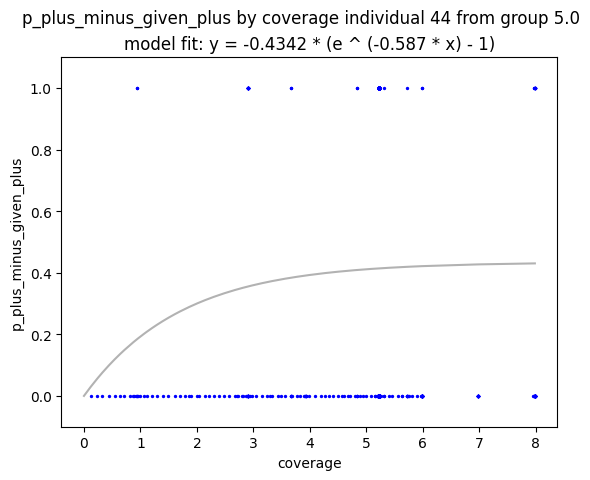 p_plus_minus_given_plus by coverage individual 44 from group 5.0
model fit: y = -0.4342 * (e ^ (-0.587 * x) - 1)
1.0
0.8
0.6
0.4
0.2
0.0
p_plus_minus_given_plus
0 1 2 3 4 5 6 7 8
coverage